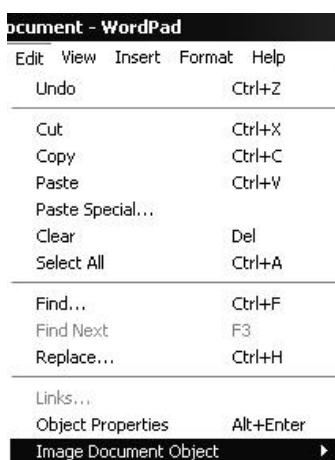 ocument - WordPad
Edit View Insert Format Help
Undo Ctrl+Z
Cut Ctrl+X
Copy Ctrl+C
Paste Ctrl+V
Paste Special...
Clear Del
Select All Ctrl+A
Find... Ctrl+F
Find Next F3
Replace... Ctrl+H
Links...
Object Properties Alt+Enter
Image Document Object